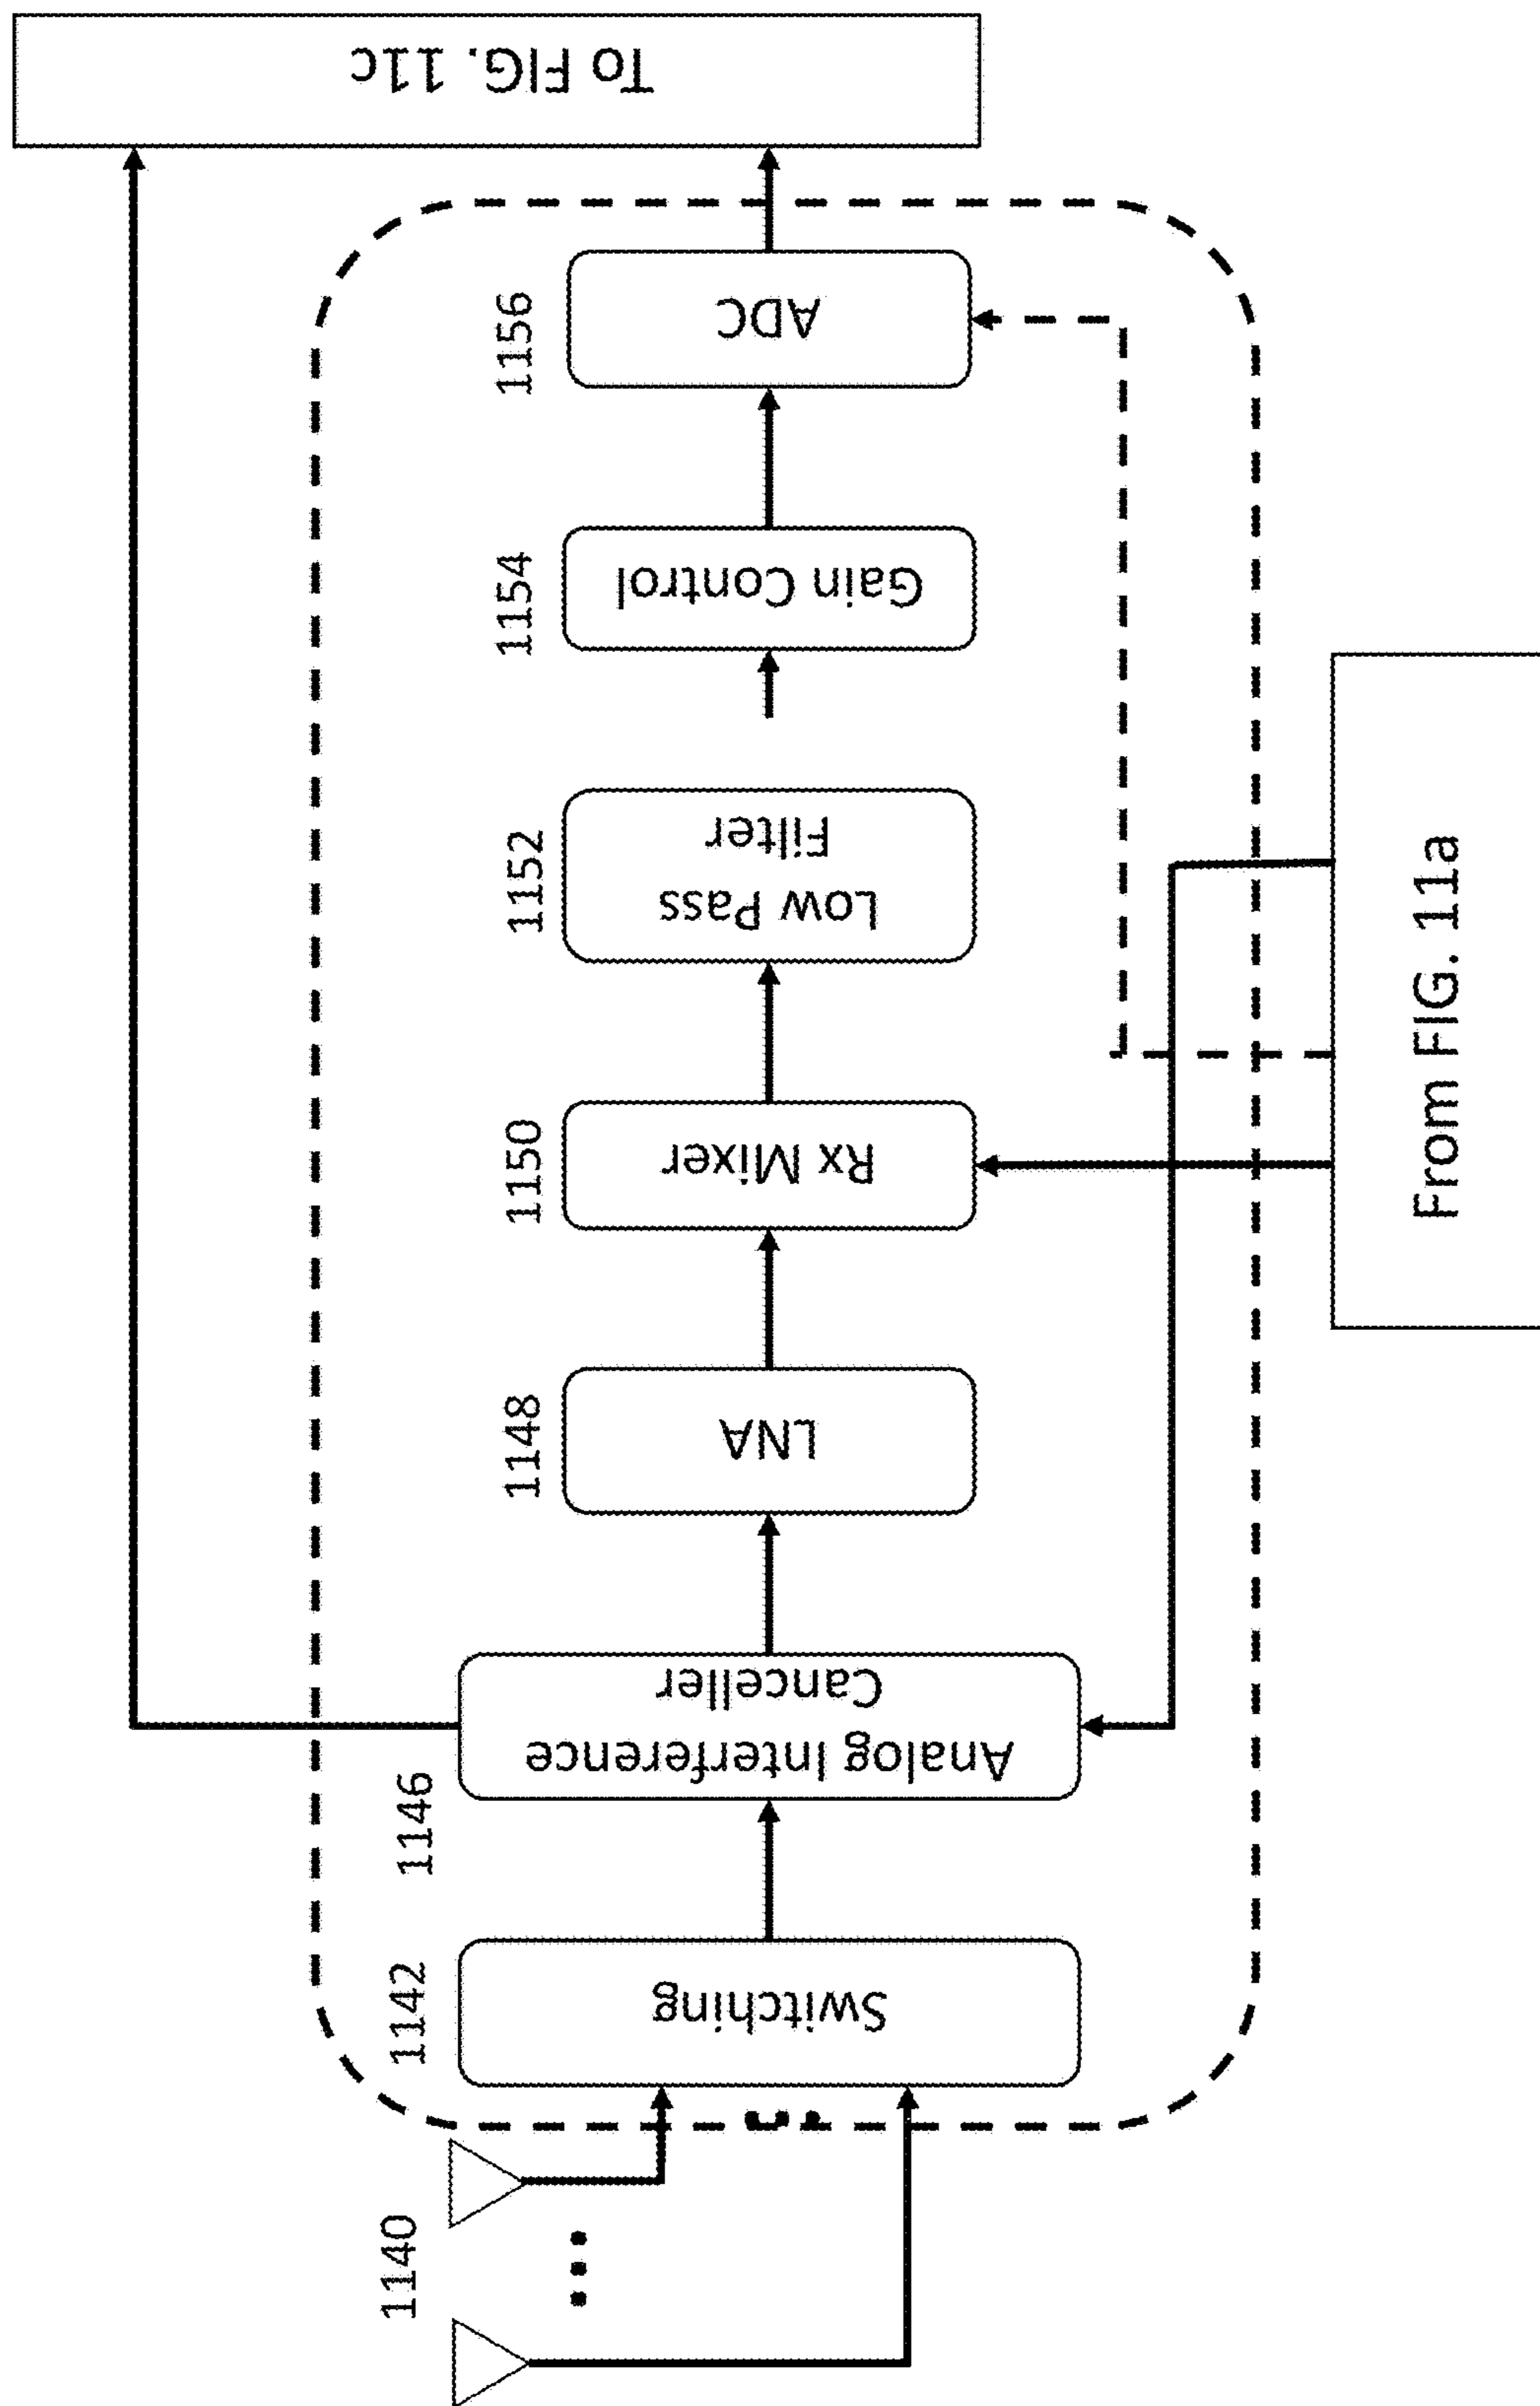 To FIG. 11c
1156
ADC
1154
Gain Control
1152
Low Pass
Filter
1150
Rx Mixer
From FIG. 11a
1148
LNA
1146
Analog Interference
Canceller
1142
Switching
1140